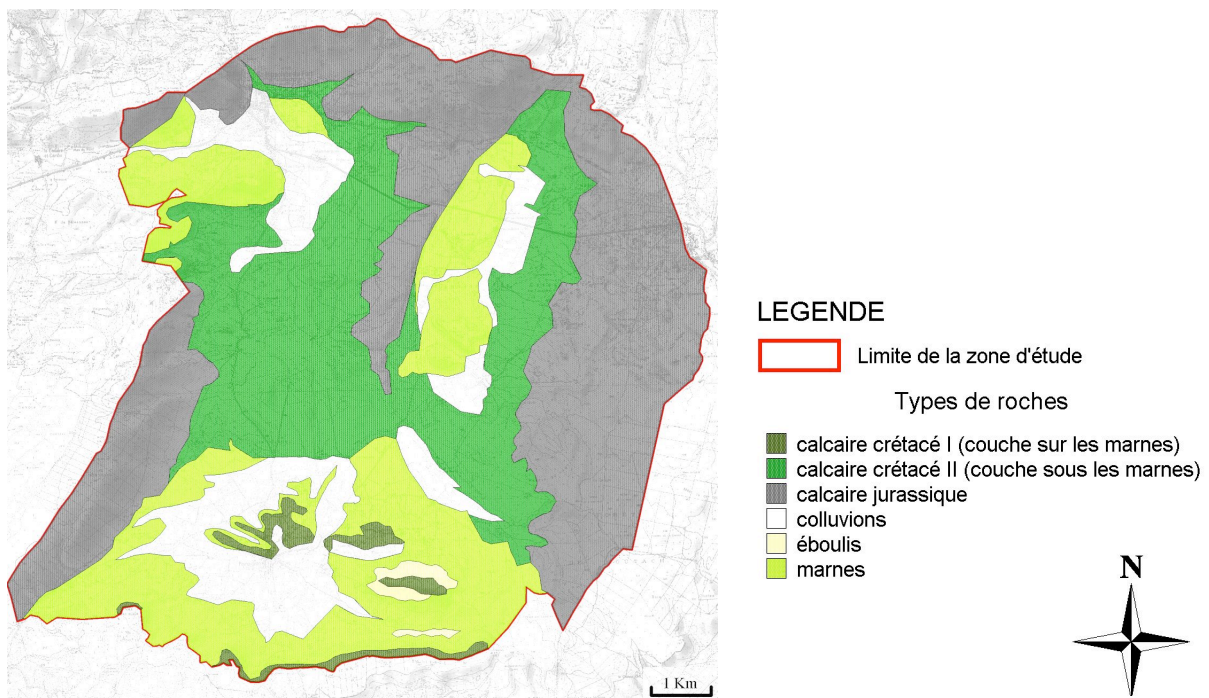 LEGENDE
Limite de la zone d'étude
Types de roches
calcaire crétacé I (couche sur les marnes)
calcaire crétacé II (couche sous les marnes)
calcaire jurassique
colluvions
éboulis
marnes
N
1 Km